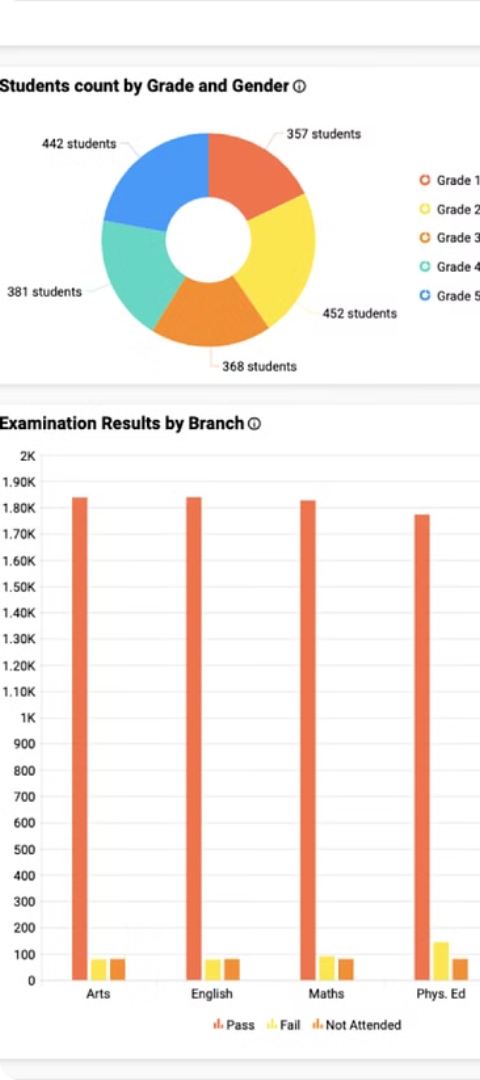 Students count by Grade and Gender
442 students
357 students
Grade 1
Grade 2
Grade 3
Grade 4
Grade 5
381 students
452 students
368 students
Examination Results by Branch
2K
1.90K
1.80K
1.70K
1.60K
1.50K
1.40K
1.30K
1.20K
1.10K
1K
900
800
700
600
500
400
300
200
100
0
Arts English Maths Phys. Ed
Pass Fail Not Attended